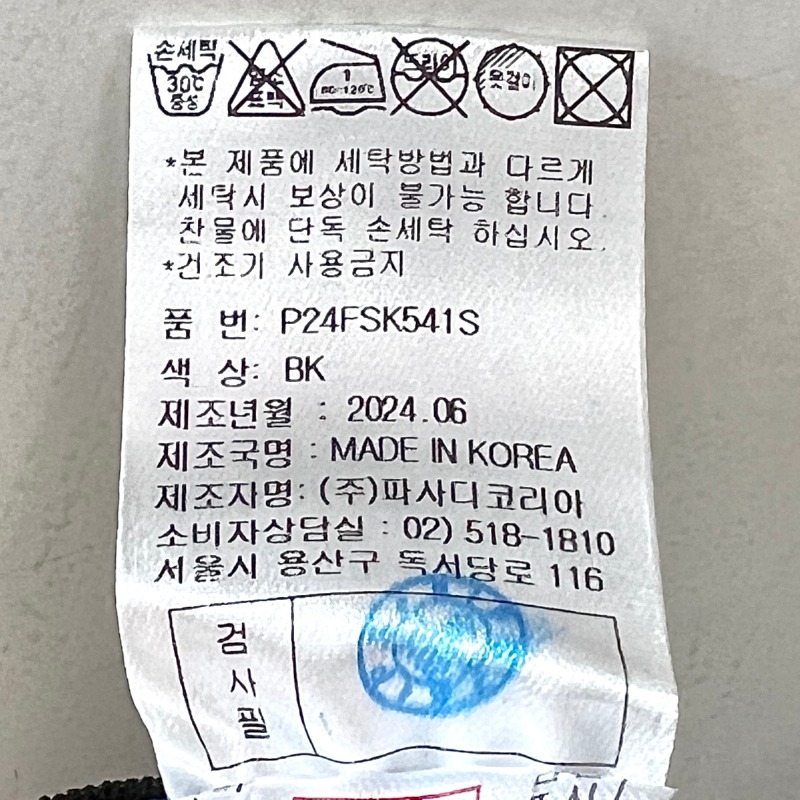 손세탁
30℃
중성
염소
표백
1
80~120℃
드라이
옷걸이
*본 제품에 세탁방법과 다르게
세탁시 보상이 불가능 합니다.
찬물에 단독 손세탁 하십시오.
*건조기 사용금지
품 번: P24FSK541S
색 상: BK
제조년월 : 2024.06
제조국명 : MADE IN KOREA
제조자명: (주)파사디코리아
소비자상담실 : 02) 518-1810
서울시 용산구 독서당로 116
검
사
필